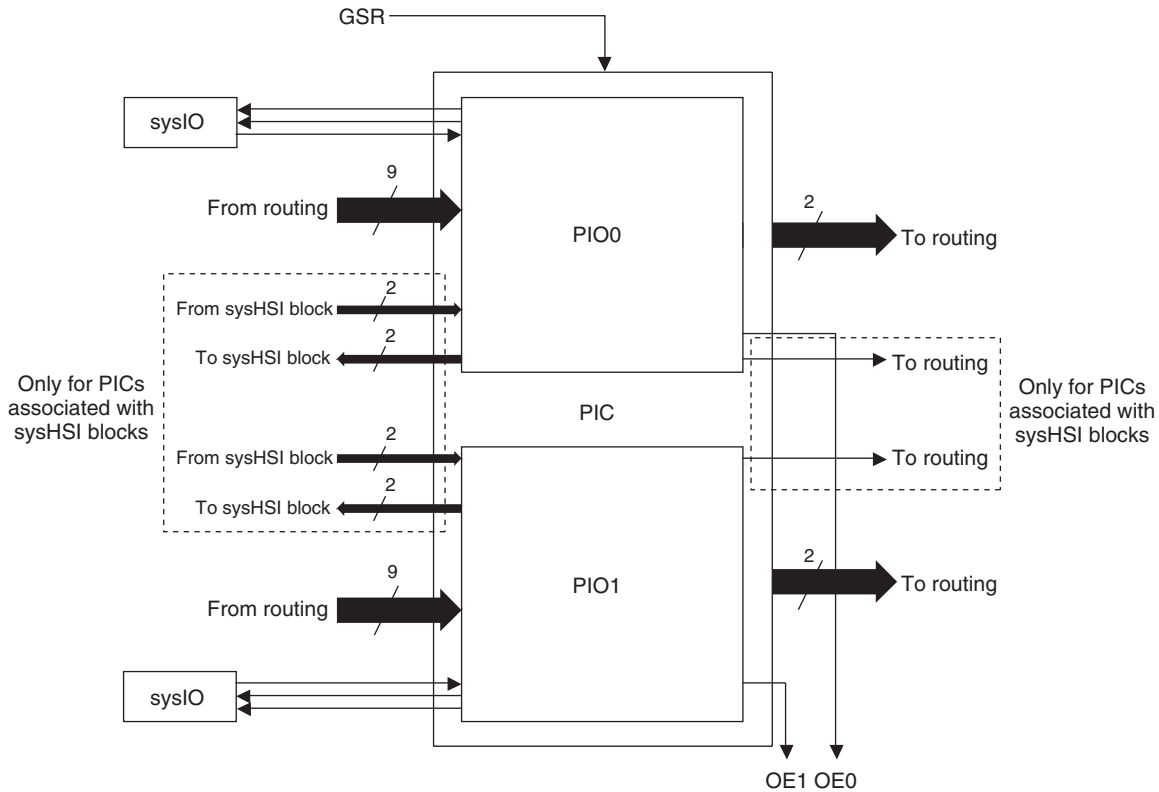 GSR
sysIO
9
From routing
PIO0
2
To routing
2
From sysHSI block
2
To sysHSI block
To routing
Only for PICs
associated with
sysHSI blocks
Only for PICs
associated with
sysHSI blocks
PIC
2
From sysHSI block
To routing
2
To sysHSI block
PIO1
2
To routing
9
From routing
sysIO
OE1 OE0